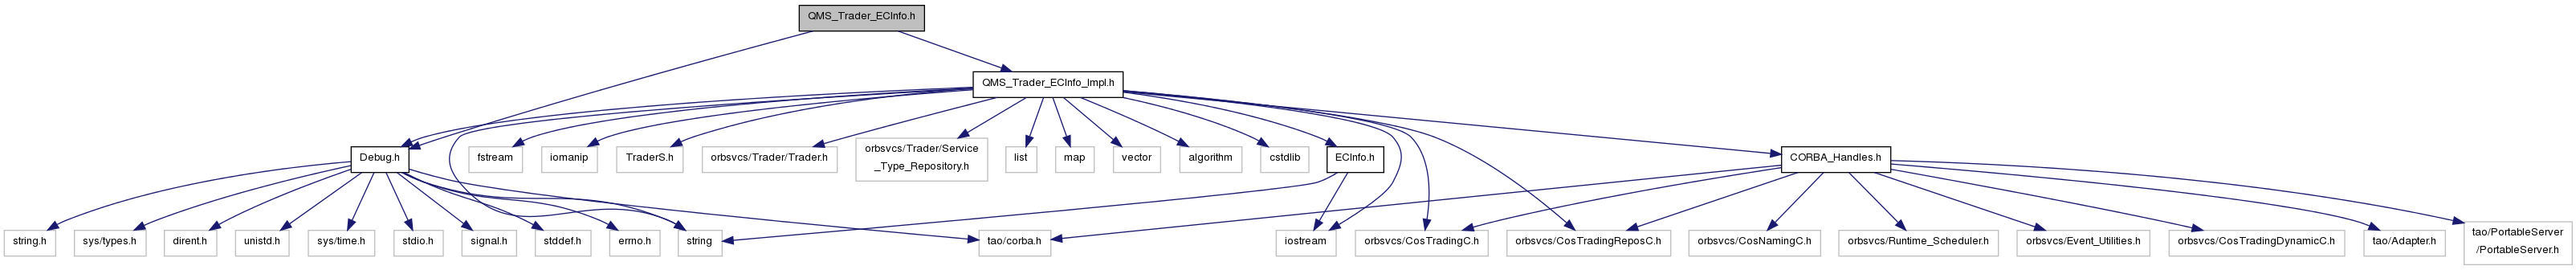 QMS_Trader_ECInfo.h
QMS_Trader_ECInfo_Impl.h
Debug.h
fstream
iomanip
TraderS.h
orbsvcs/Trader/Trader.h
orbsvcs/Trader/Service
_Type_Repository.h
list
map
vector
algorithm
cstdlib
ECInfo.h
CORBA_Handles.h
string.h
sys/types.h
dirent.h
unistd.h
sys/time.h
stdio.h
signal.h
stddef.h
errno.h
string
tao/corba.h
iostream
orbsvcs/CosTradingC.h
orbsvcs/CosTradingReposC.h
orbsvcs/CosNamingC.h
orbsvcs/Runtime_Scheduler.h
orbsvcs/Event_Utilities.h
orbsvcs/CosTradingDynamicC.h
tao/Adapter.h
tao/PortableServer
/PortableServer.h